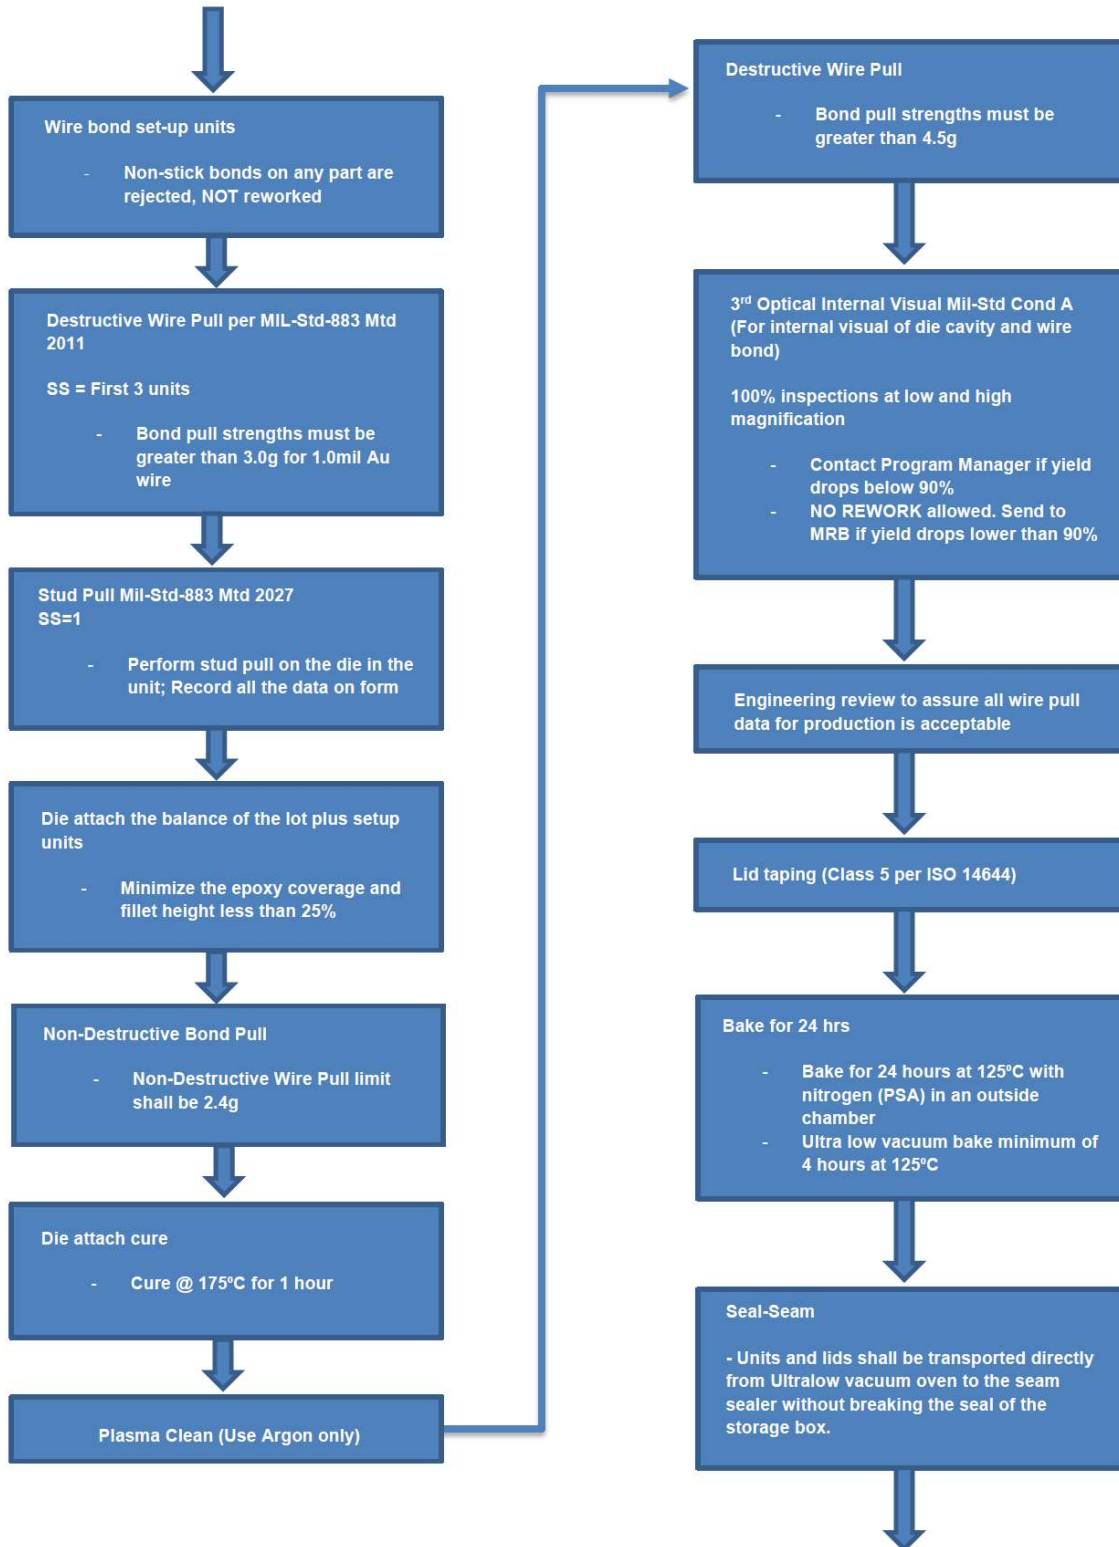 Wire bond set-up units
- Non-stick bonds on any part are
rejected, NOT reworked
Destructive Wire Pull per MIL-Std-883 Mtd
2011
SS = First 3 units
- Bond pull strengths must be
greater than 3.0g for 1.0mil Au
wire
Stud Pull Mil-Std-883 Mtd 2027
SS=1
- Perform stud pull on the die in the
unit; Record all the data on form
Die attach the balance of the lot plus setup
units
- Minimize the epoxy coverage and
fillet height less than 25%
Non-Destructive Bond Pull
- Non-Destructive Wire Pull limit
shall be 2.4g
Die attach cure
- Cure @ 175ºC for 1 hour
Plasma Clean (Use Argon only)
Destructive Wire Pull
- Bond pull strengths must be
greater than 4.5g
3rd Optical Internal Visual Mil-Std Cond A
(For internal visual of die cavity and wire
bond)
100% inspections at low and high
magnification
- Contact Program Manager if yield
drops below 90%
- NO REWORK allowed. Send to
MRB if yield drops lower than 90%
Engineering review to assure all wire pull
data for production is acceptable
Lid taping (Class 5 per ISO 14644)
Bake for 24 hrs
- Bake for 24 hours at 125ºC with
nitrogen (PSA) in an outside
chamber
- Ultra low vacuum bake minimum of
4 hours at 125ºC
Seal-Seam
- Units and lids shall be transported directly
from Ultralow vacuum oven to the seam
sealer without breaking the seal of the
storage box.